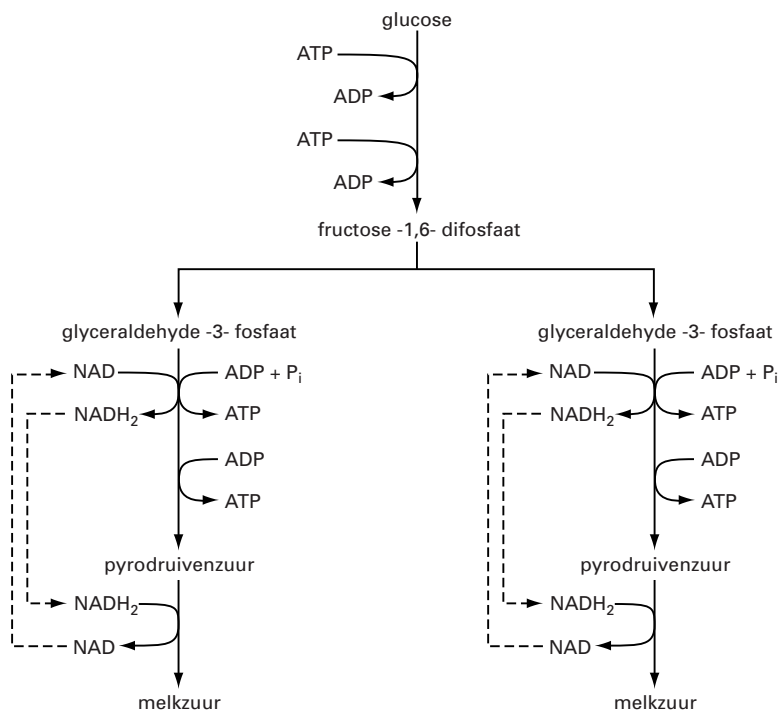 glucose
ATP
ADP
ATP
ADP
fructose -1,6- difosfaat
glyceraldehyde -3- fosfaat
NAD
ADP + Pi
NADH2
ATP
ADP
ATP
pyrodruivenzuur
NADH2
NAD
melkzuur
glyceraldehyde -3- fosfaat
NAD
ADP + Pi
NADH2
ATP
ADP
ATP
pyrodruivenzuur
NADH2
NAD
melkzuur